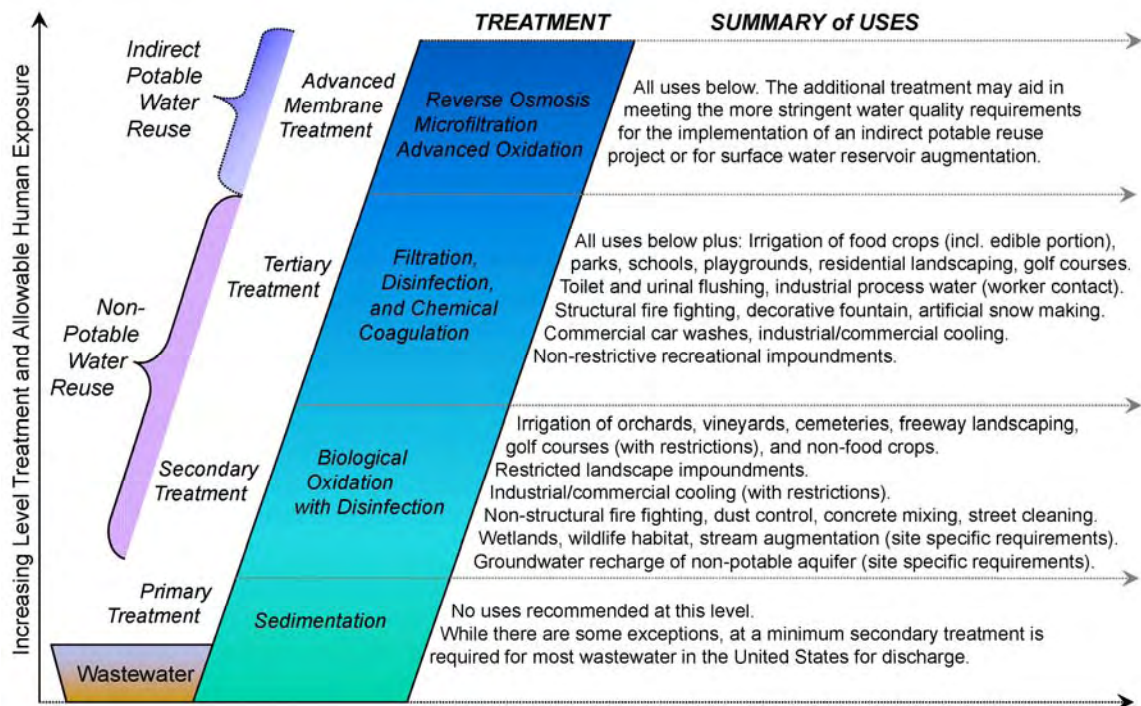 TREATMENT
SUMMARY of USES
Increasing Level Treatment and Allowable Human Exposure
Indirect
Potable
Water
Reuse
Advanced
Membrane
Treatment
Reverse Osmosis
Microfiltration
Advanced Oxidation
All uses below. The additional treatment may aid in
meeting the more stringent water quality requirements
for the implementation of an indirect potable reuse
project or for surface water reservoir augmentation.
Non-
Potable
Water
Reuse
Tertiary
Treatment
Filtration,
Disinfection,
and Chemical
Coagulation
All uses below plus: Irrigation of food crops (incl. edible portion),
parks, schools, playgrounds, residential landscaping, golf courses.
Toilet and urinal flushing, industrial process water (worker contact).
Structural fire fighting, decorative fountain, artificial snow making.
Commercial car washes, industrial/commercial cooling.
Non-restrictive recreational impoundments.
Secondary
Treatment
Biological
Oxidation
with Disinfection
Irrigation of orchards, vineyards, cemeteries, freeway landscaping,
golf courses (with restrictions), and non-food crops.
Restricted landscape impoundments.
Industrial/commercial cooling (with restrictions).
Non-structural fire fighting, dust control, concrete mixing, street cleaning.
Wetlands, wildlife habitat, stream augmentation (site specific requirements).
Groundwater recharge of non-potable aquifer (site specific requirements).
Primary
Treatment
Sedimentation
No uses recommended at this level.
While there are some exceptions, at a minimum secondary treatment is
required for most wastewater in the United States for discharge.
Wastewater